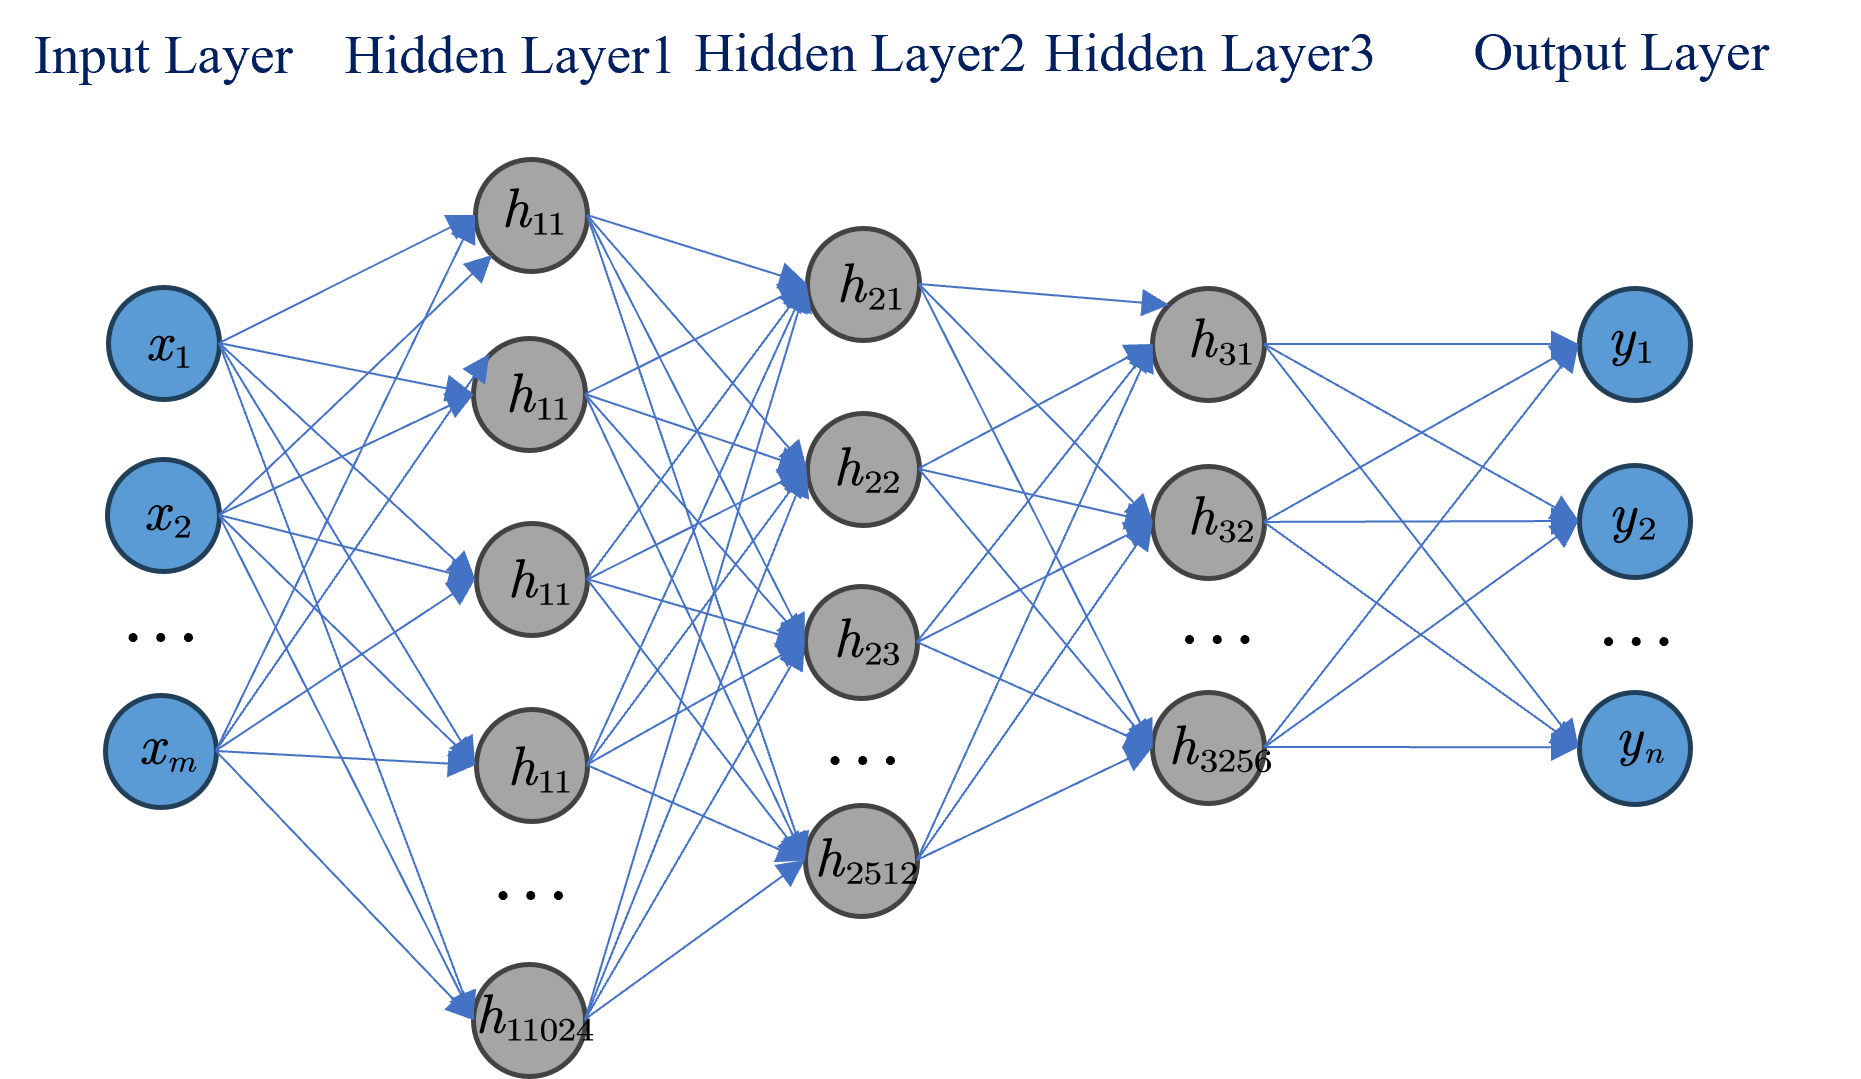 Input Layer Hidden Layer1 Hidden Layer2 Hidden Layer3 Output Layer
x₁
x₂
...
xₘ
h₁₁
h₁₁
h₁₁
h₁₁
...
h₁₁₀₂₄
h₂₁
h₂₂
h₂₃
...
h₂₅₁₂
h₃₁
h₃₂
...
h₃₂₅₆
y₁
y₂
...
yₙ